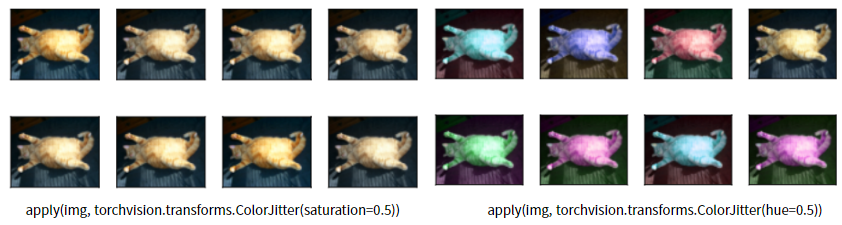 apply(img, torchvision.transforms.ColorJitter(saturation=0.5))
apply(img, torchvision.transforms.ColorJitter(hue=0.5))